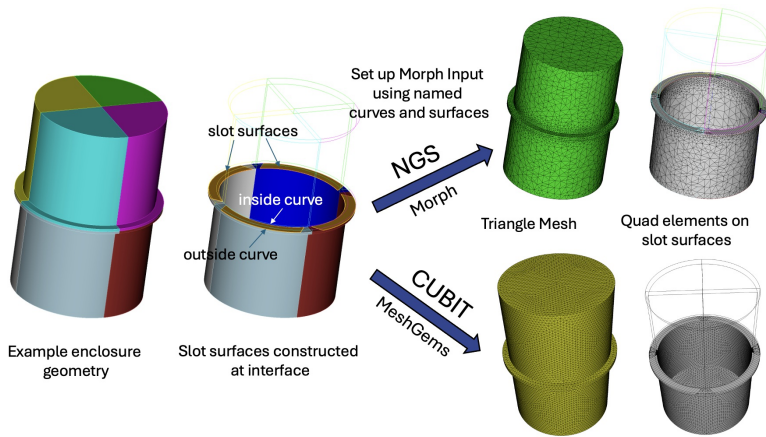 Set up Morph Input
using named
curves and surfaces
slot surfaces
inside curve
outside curve
NGS
Morph
CUBIT
MeshGems
Triangle Mesh
Quad elements on
slot surfaces
Example enclosure
geometry
Slot surfaces constructed
at interface